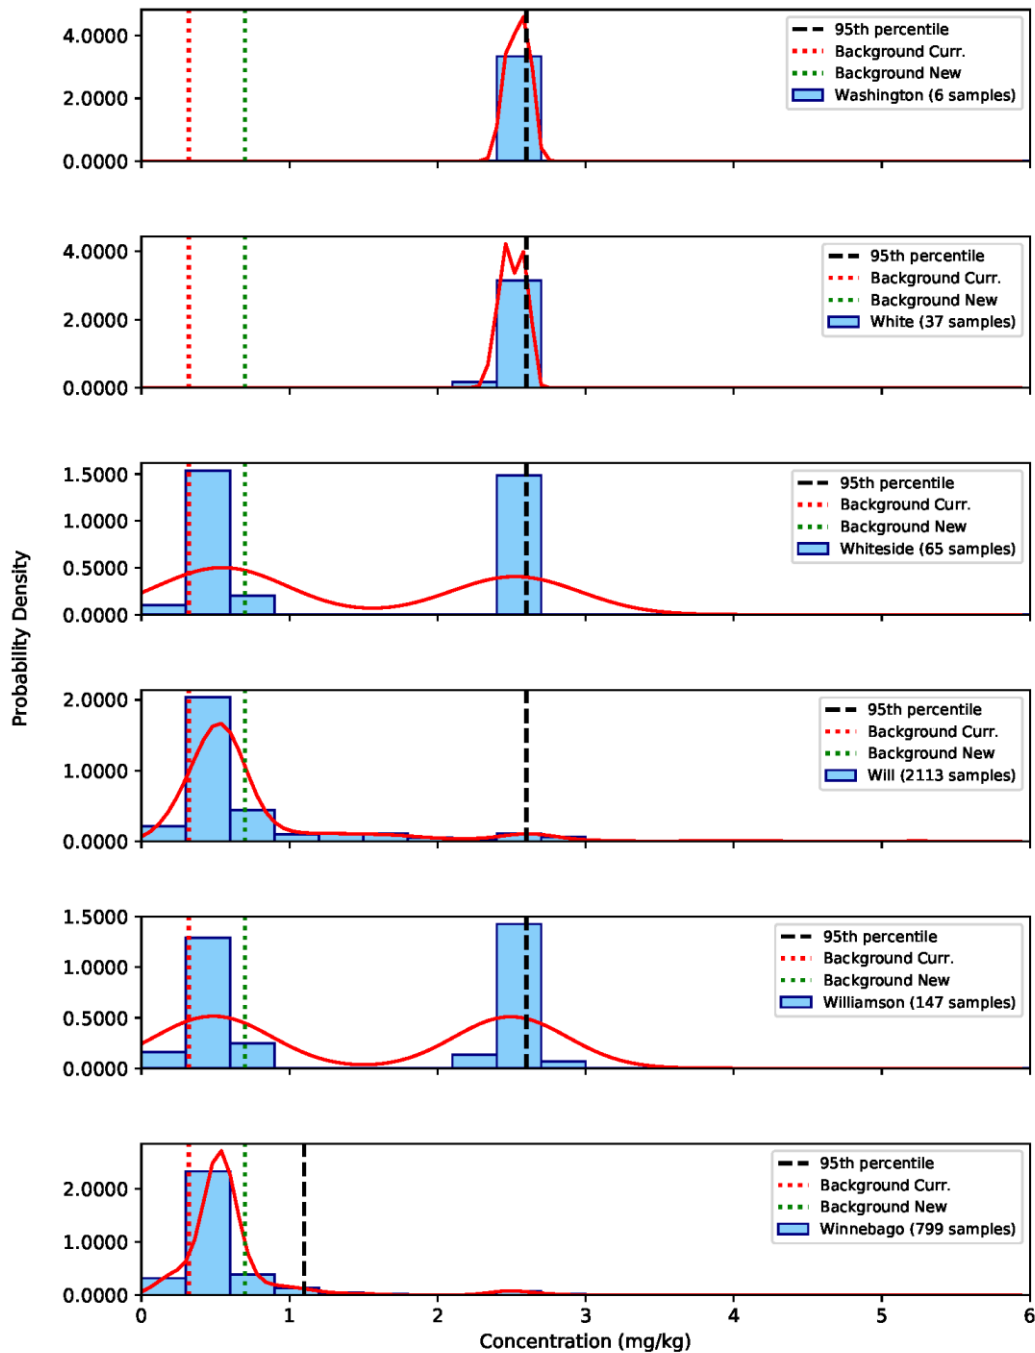 4.0000
2.0000
0.0000
95th percentile
Background Curr.
Background New
Washington (6 samples)
4.0000
2.0000
0.0000
95th percentile
Background Curr.
Background New
White (37 samples)
1.5000
1.0000
0.5000
0.0000
95th percentile
Background Curr.
Background New
Whiteside (65 samples)
Probability Density
2.0000
1.0000
0.0000
95th percentile
Background Curr.
Background New
Will (2113 samples)
1.5000
1.0000
0.5000
0.0000
95th percentile
Background Curr.
Background New
Williamson (147 samples)
2.0000
1.0000
0.0000
95th percentile
Background Curr.
Background New
Winnebago (799 samples)
0 1 2 3 4 5 6
Concentration (mg/kg)